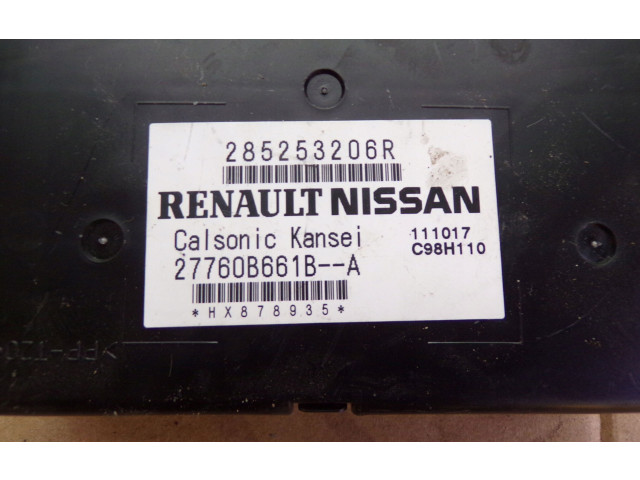 285253206R
RENAULT NISSAN
Calsonic Kansei 111017
27760B661B--A C98H110
*HX878935*